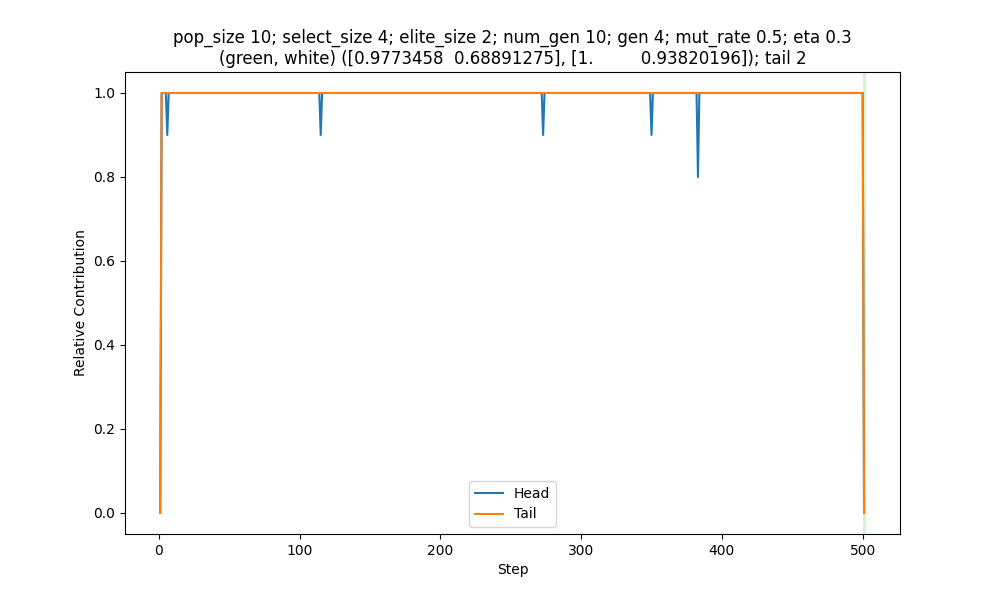 pop_size 10; select_size 4; elite_size 2; num_gen 10; gen 4; mut_rate 0.5; eta 0.3
(green, white) ([0.9773458  0.68891275], [1.         0.93820196]); tail 2
1.0
0.8
0.6
0.4
0.2
0.0
Relative Contribution
Head
Tail
0 100 200 300 400 500
Step